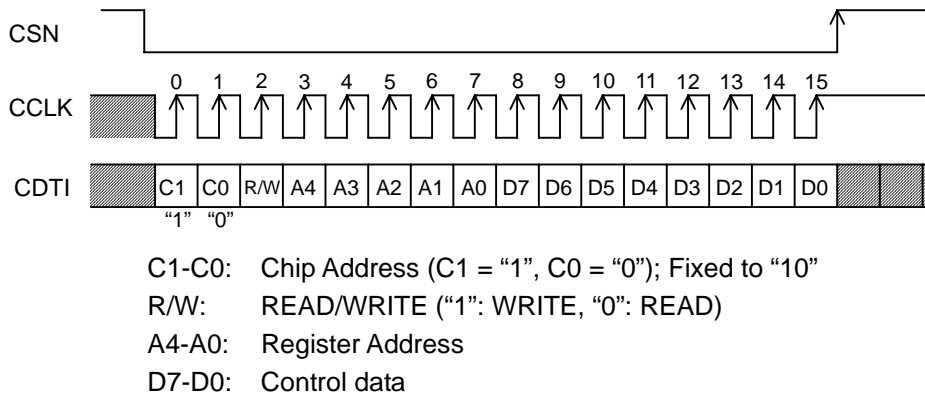 CSN
0 1 2 3 4 5 6 7 8 9 10 11 12 13 14 15
CCLK
CDTI C1 C0 R/W A4 A3 A2 A1 A0 D7 D6 D5 D4 D3 D2 D1 D0
“1” “0”
C1-C0: Chip Address (C1 = “1”, C0 = “0”); Fixed to “10”
R/W: READ/WRITE (“1”: WRITE, “0”: READ)
A4-A0: Register Address
D7-D0: Control data